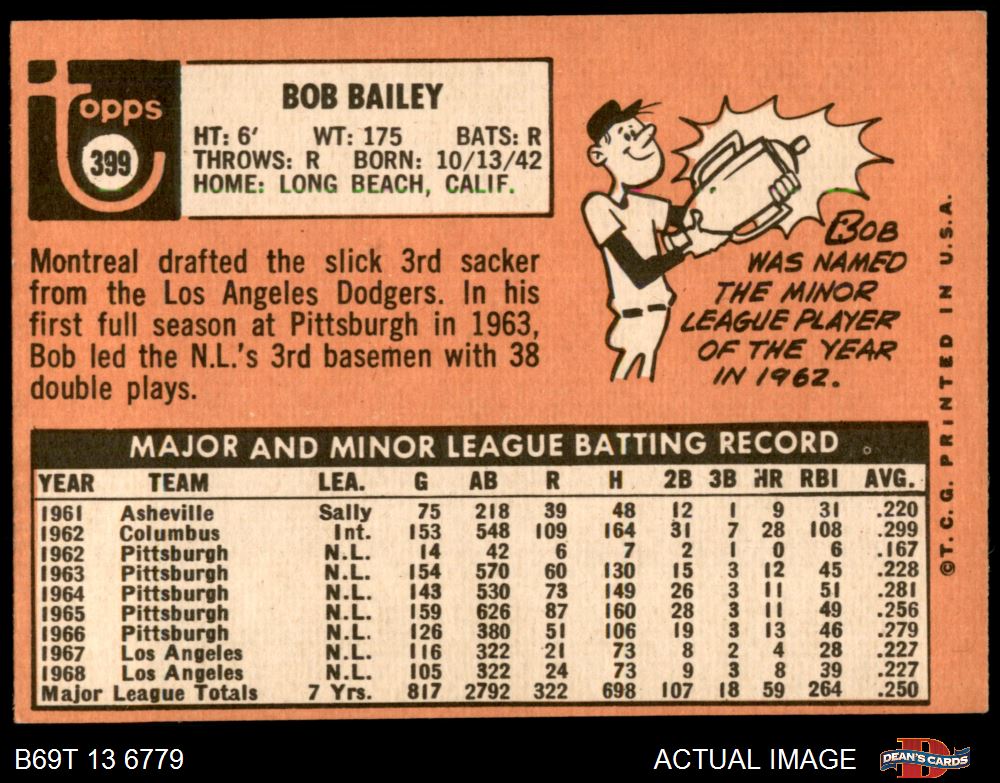 Topps
399
BOB BAILEY
HT: 6' WT: 175 BATS: R
THROWS: R BORN: 10/13/42
HOME: LONG BEACH, CALIF.
Montreal drafted the slick 3rd sacker
from the Los Angeles Dodgers. In his
first full season at Pittsburgh in 1963,
Bob led the N.L.'s 3rd basemen with 38
double plays.
BOB
WAS NAMED
THE MINOR
LEAGUE PLAYER
OF THE YEAR
IN 1962.
©T.C.G. PRINTED IN U.S.A.
MAJOR AND MINOR LEAGUE BATTING RECORD
YEAR TEAM LEA. G AB R H 2B 3B HR RBI AVG.
1961 Asheville Sally 75 218 39 48 12 1 9 31 .220
1962 Columbus Int. 153 548 109 164 31 7 28 108 .299
1962 Pittsburgh N.L. 14 42 6 7 2 1 0 6 .167
1963 Pittsburgh N.L. 154 570 60 130 15 3 12 45 .228
1964 Pittsburgh N.L. 143 530 73 149 26 3 11 51 .281
1965 Pittsburgh N.L. 159 626 87 160 28 3 11 49 .256
1966 Pittsburgh N.L. 126 380 51 106 19 3 13 46 .279
1967 Los Angeles N.L. 116 322 21 73 8 2 4 28 .227
1968 Los Angeles N.L. 105 322 24 73 9 3 8 39 .227
Major League Totals 7 Yrs. 817 2792 322 698 107 18 59 264 .250
B69T 13 6779
ACTUAL IMAGE
DEAN'S CARDS